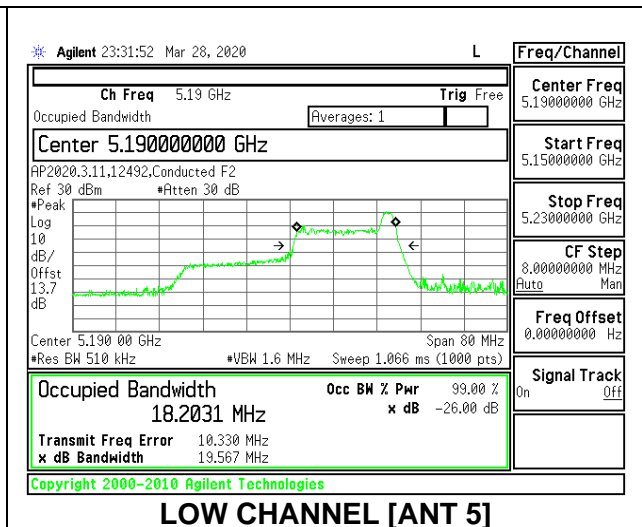 Agilent 23:31:52 Mar 28, 2020 L
Freq/Channel
Ch Freq 5.19 GHz Trig Free
Occupied Bandwidth Averages: 1
Center 5.190000000 GHz
AP2020.3.11,12492,Conducted F2
Ref 30 dBm #Atten 30 dB
#Peak
Log
10
dB/
Offst
13.7
dB
Center 5.190 00 GHz Span 80 MHz
#Res BW 510 kHz #VBW 1.6 MHz Sweep 1.066 ms (1000 pts)
Occupied Bandwidth Occ BW % Pwr 99.00 %
18.2031 MHz x dB -26.00 dB
Transmit Freq Error 10.330 MHz
x dB Bandwidth 19.567 MHz
Copyright 2000-2010 Agilent Technologies
Center Freq
5.19000000 GHz
Start Freq
5.15000000 GHz
Stop Freq
5.23000000 GHz
CF Step
8.00000000 MHz
Auto Man
Freq Offset
0.00000000 Hz
Signal Track
On Off
LOW CHANNEL [ANT 5]